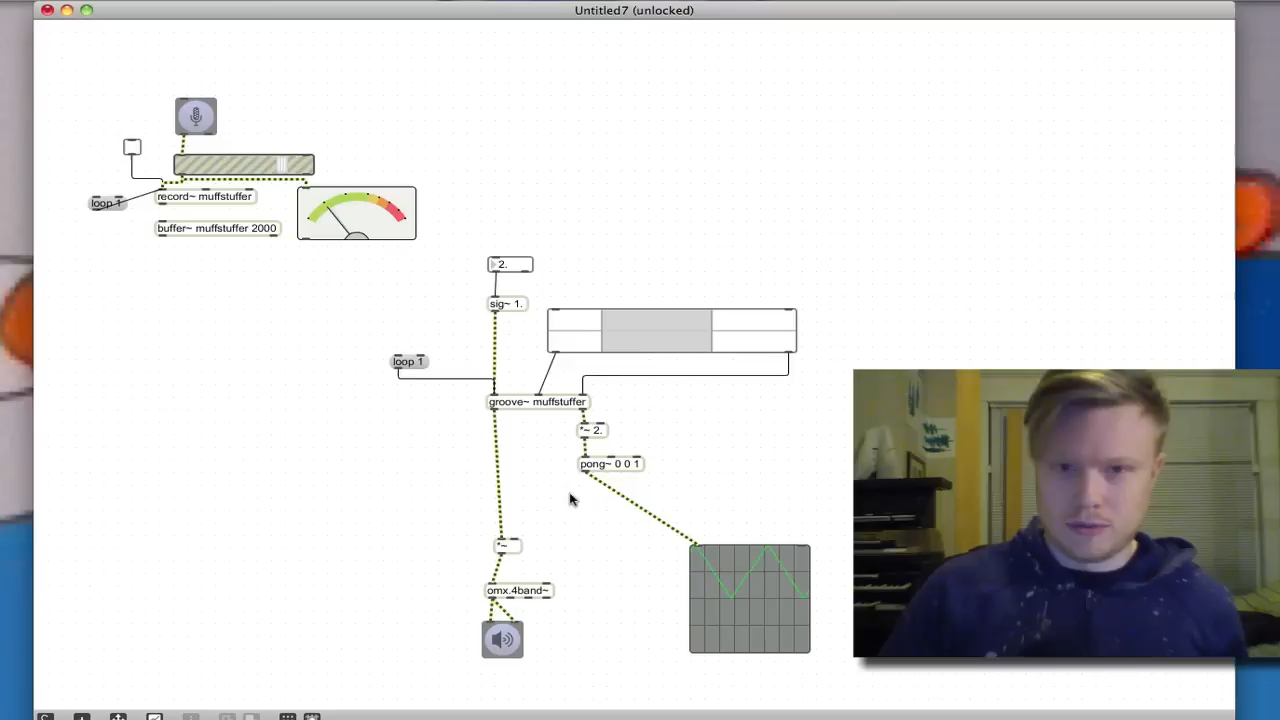 Untitled7 (unlocked)
loop 1
record~ muffstuffer
buffer~ muffstuffer 2000
2.
sig~ 1.
loop 1
groove~ muffstuffer
*~ 2.
pong~ 0 0 1
*~
omx.4band~